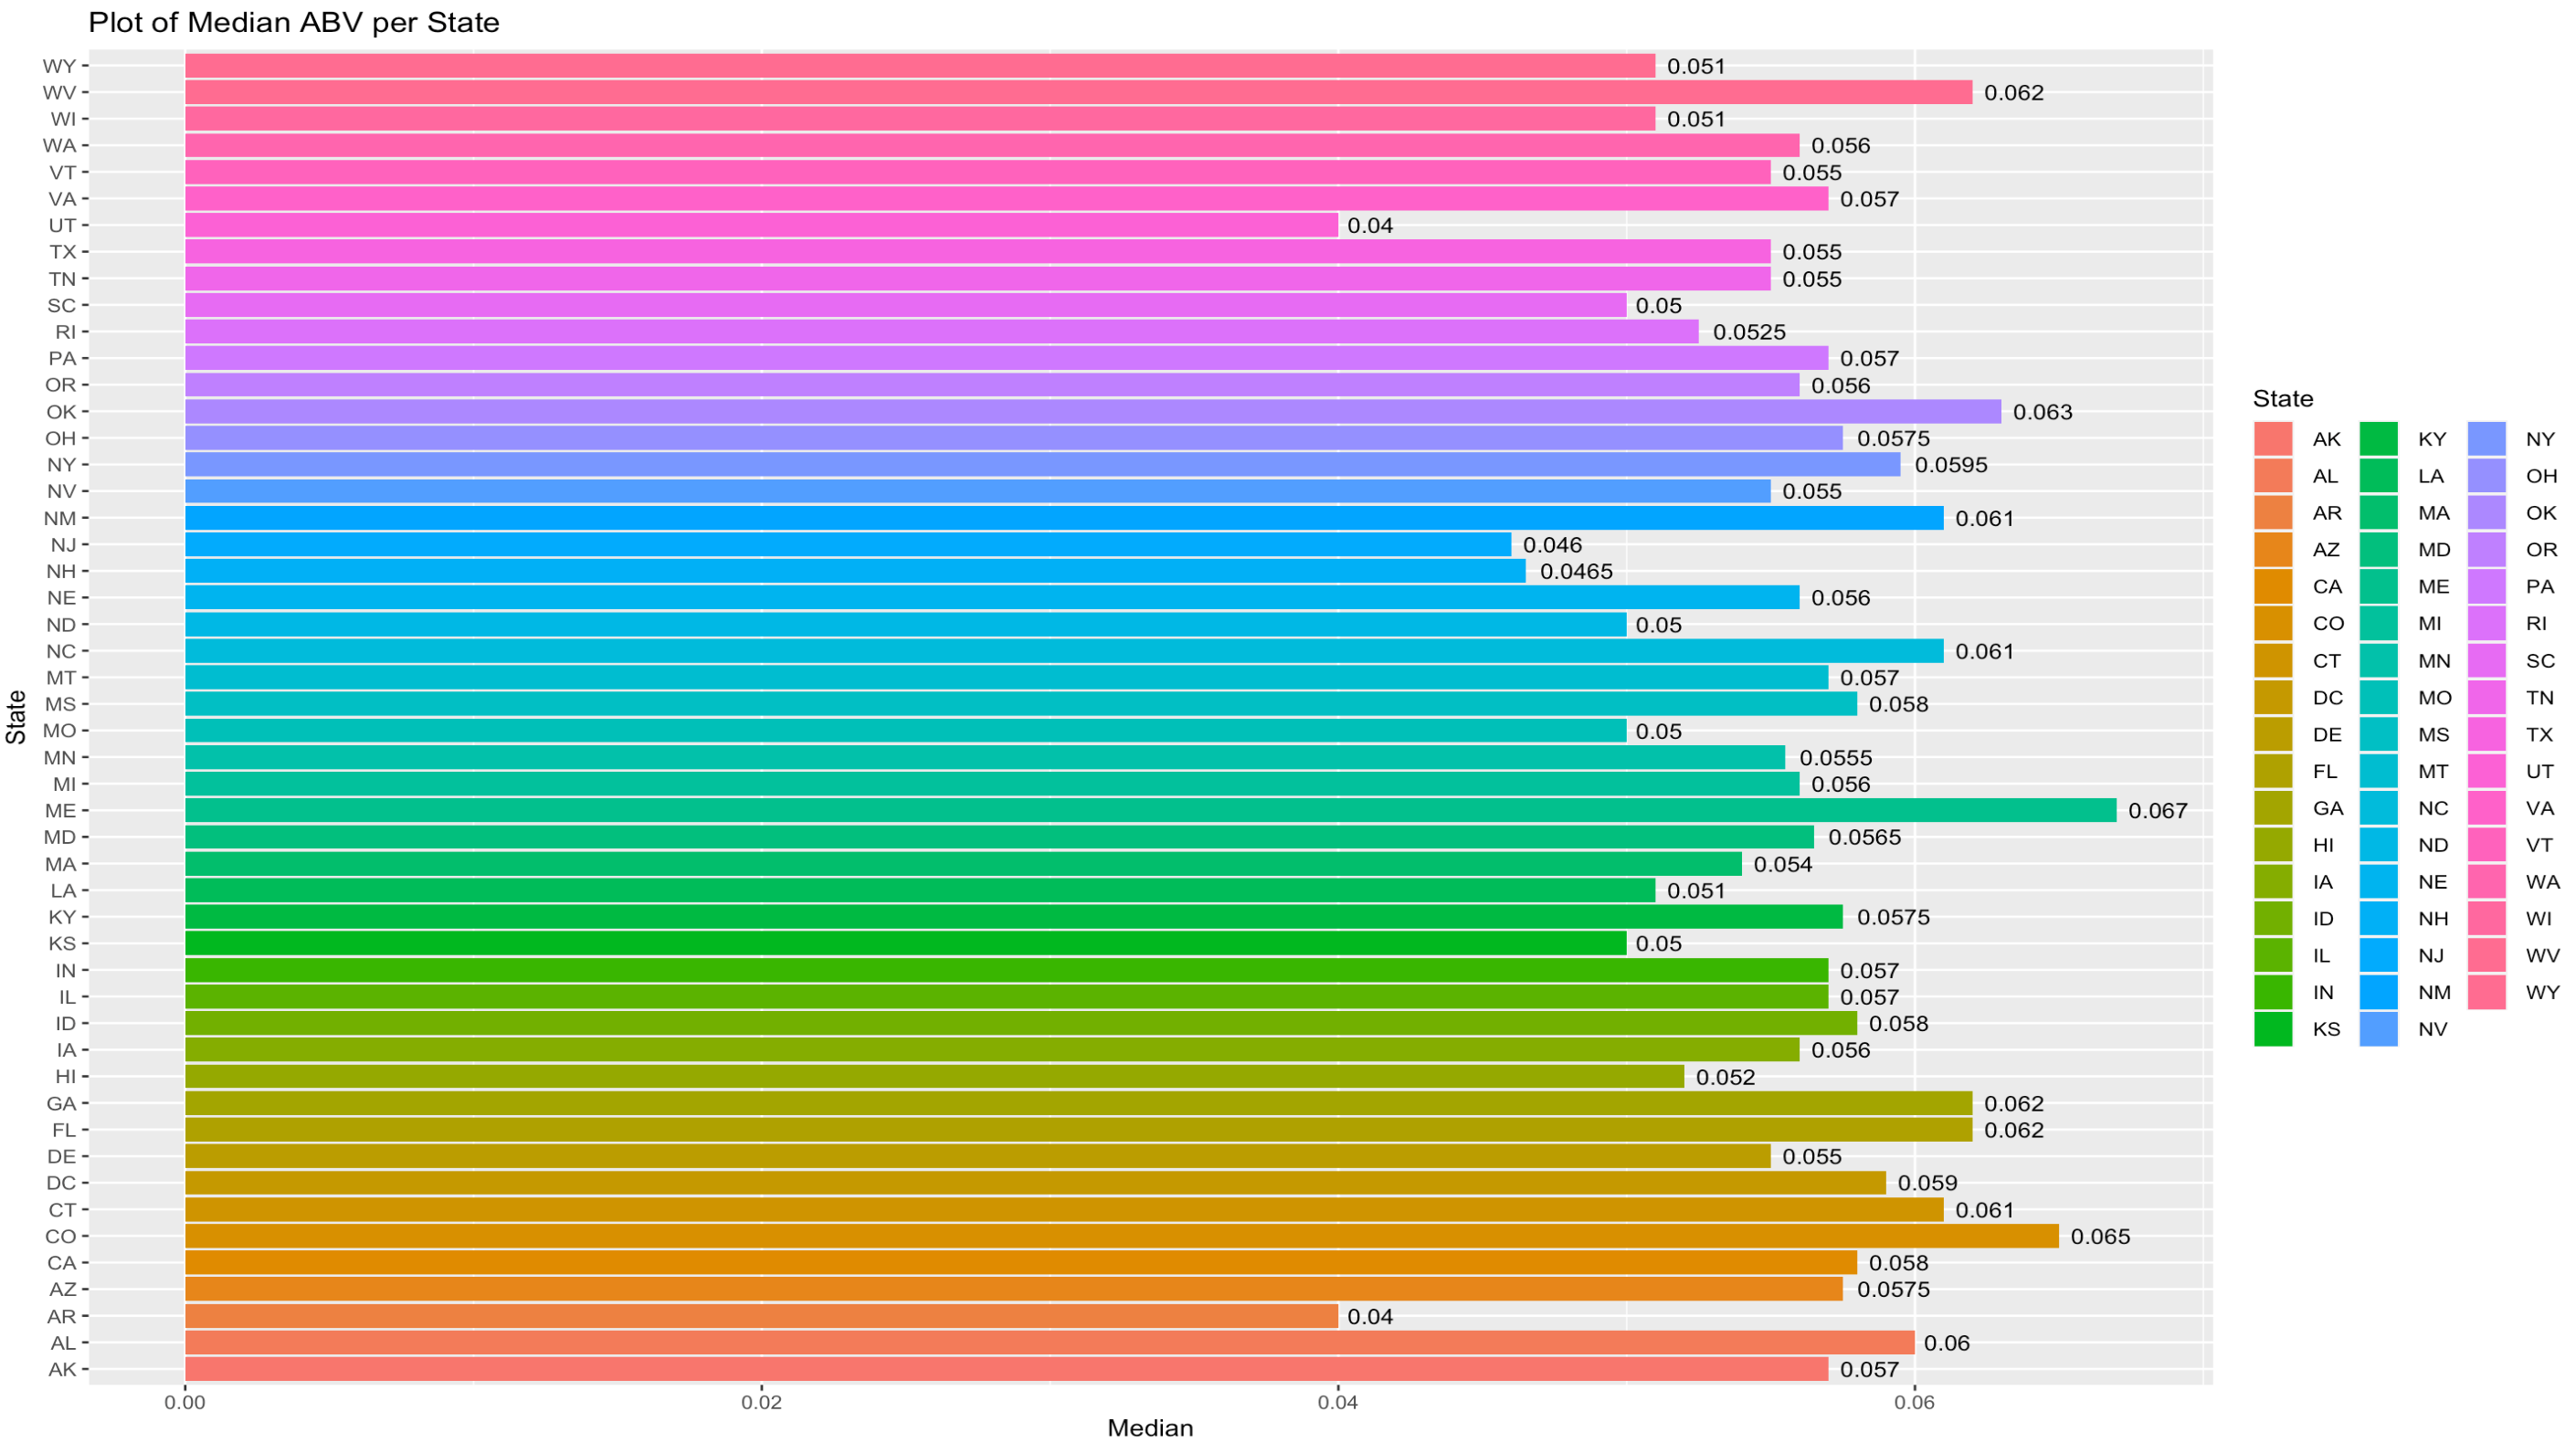 Plot of Median ABV per State
WY 0.051
WV 0.062
WI 0.051
WA 0.056
VT 0.055
VA 0.057
UT 0.04
TX 0.055
TN 0.055
SC 0.05
RI 0.0525
PA 0.057
OR 0.056
OK 0.063
OH 0.0575
NY 0.0595
NV 0.055
NM 0.061
NJ 0.046
NH 0.0465
NE 0.056
ND 0.05
NC 0.061
MT 0.057
MS 0.058
MO 0.05
MN 0.0555
MI 0.056
ME 0.067
MD 0.0565
MA 0.054
LA 0.051
KY 0.0575
KS 0.05
IN 0.057
IL 0.057
ID 0.058
IA 0.056
HI 0.052
GA 0.062
FL 0.062
DE 0.055
DC 0.059
CT 0.061
CO 0.065
CA 0.058
AZ 0.0575
AR 0.04
AL 0.06
AK 0.057
0.00 0.02 0.04 0.06
Median
State
State
AK KY NY
AL LA OH
AR MA OK
AZ MD OR
CA ME PA
CO MI RI
CT MN SC
DC MO TN
DE MS TX
FL MT UT
GA NC VA
HI ND VT
IA NE WA
ID NH WI
IL NJ WV
IN NM WY
KS NV